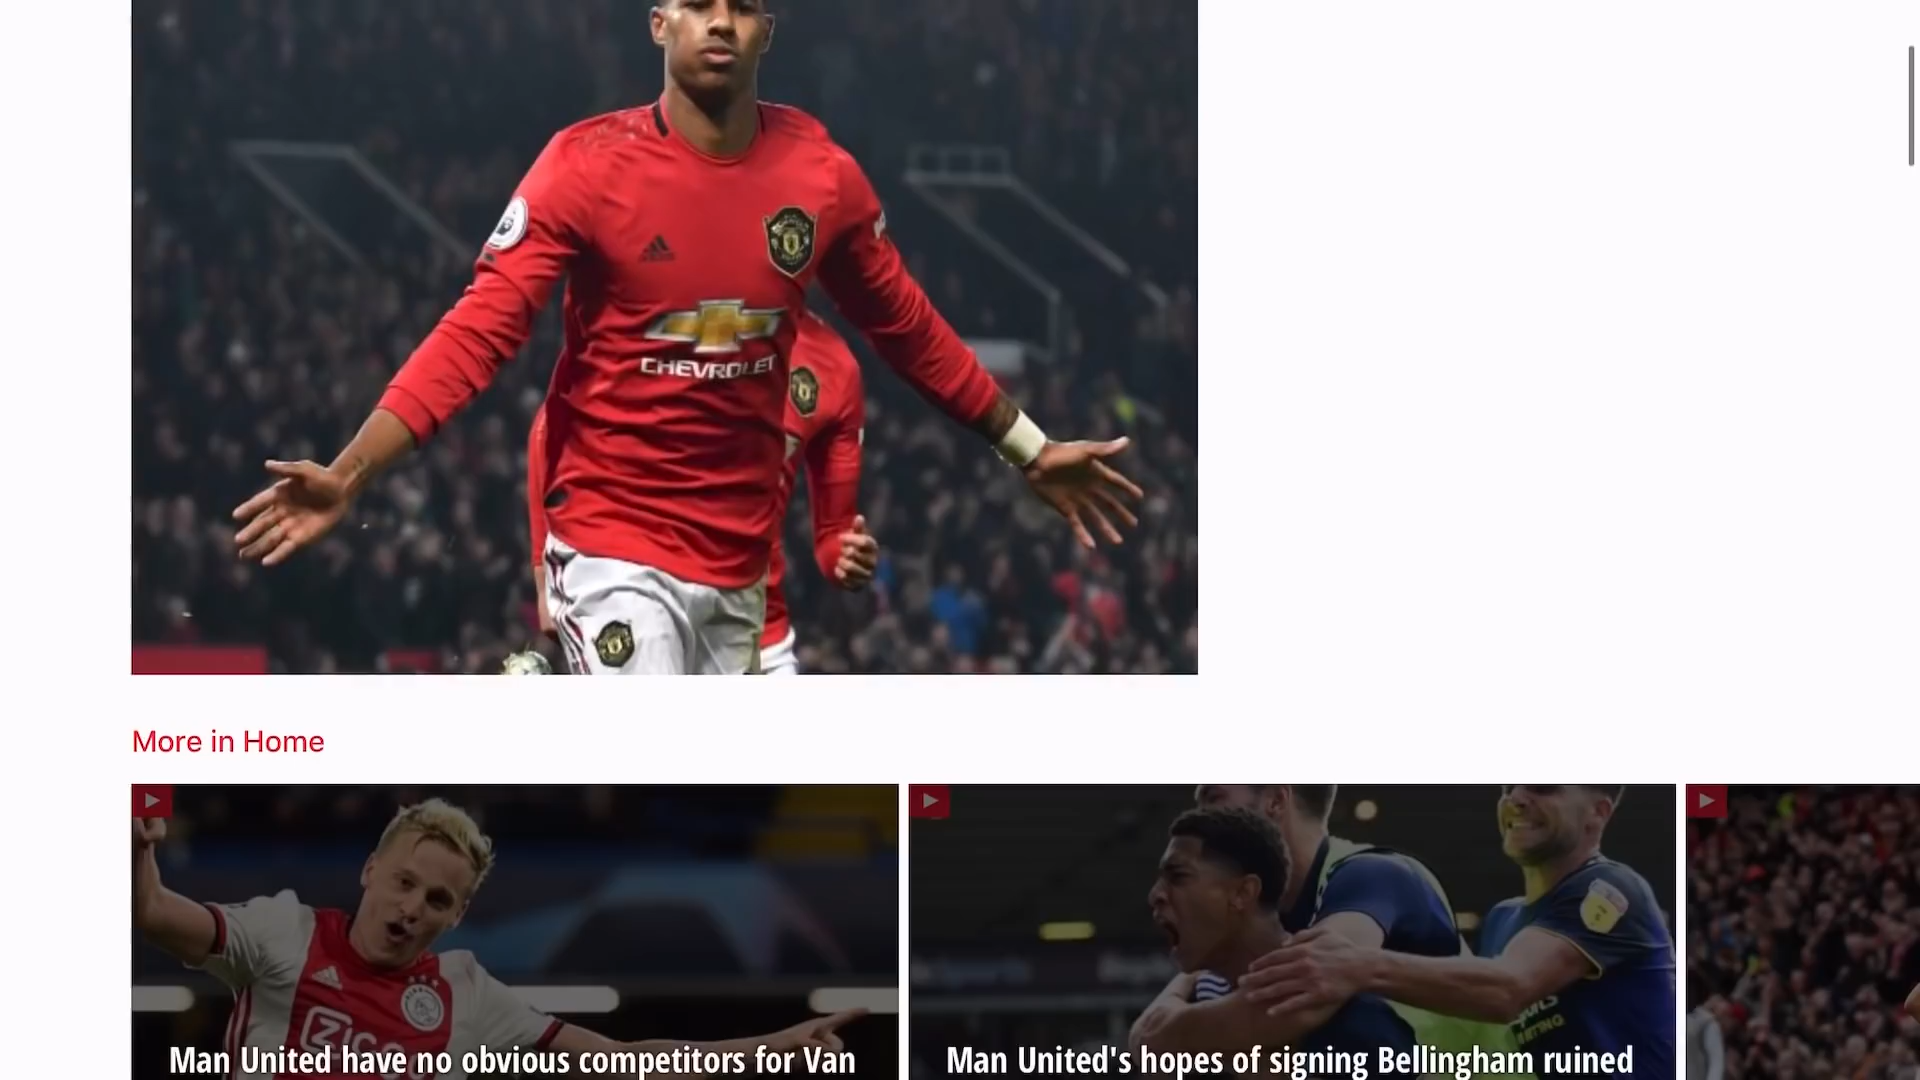 CHEVROLET
More in Home
Man United have no obvious competitors for Van
Man United's hopes of signing Bellingham ruined